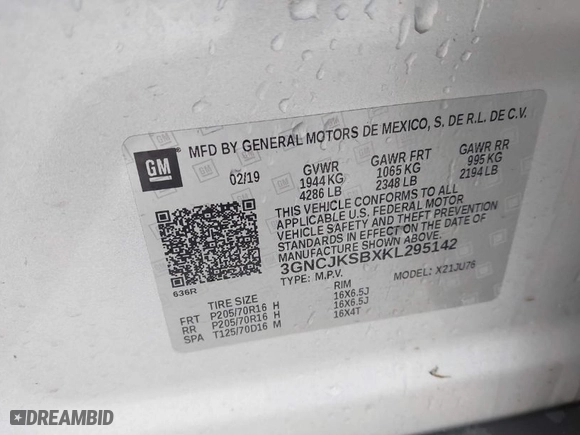 MFD BY GENERAL MOTORS DE MEXICO, S. DE R.L. DE C.V.
GM
02/19 GVWR GAWR FRT GAWR RR
1944 KG 1065 KG 995 KG
4286 LB 2348 LB 2194 LB
THIS VEHICLE CONFORMS TO ALL
APPLICABLE U.S. FEDERAL MOTOR
VEHICLE SAFETY AND THEFT PREVENTION
STANDARDS IN EFFECT ON THE DATE OF
MANUFACTURE SHOWN ABOVE.
3GNCJKSBXKL295142
TYPE: M.P.V. MODEL: X21JU76
636R
TIRE SIZE RIM
FRT P205/70R16 H 16X6.5J
RR P205/70R16 H 16X6.5J
SPA T125/70D16 M 16X4T
DREAMBID